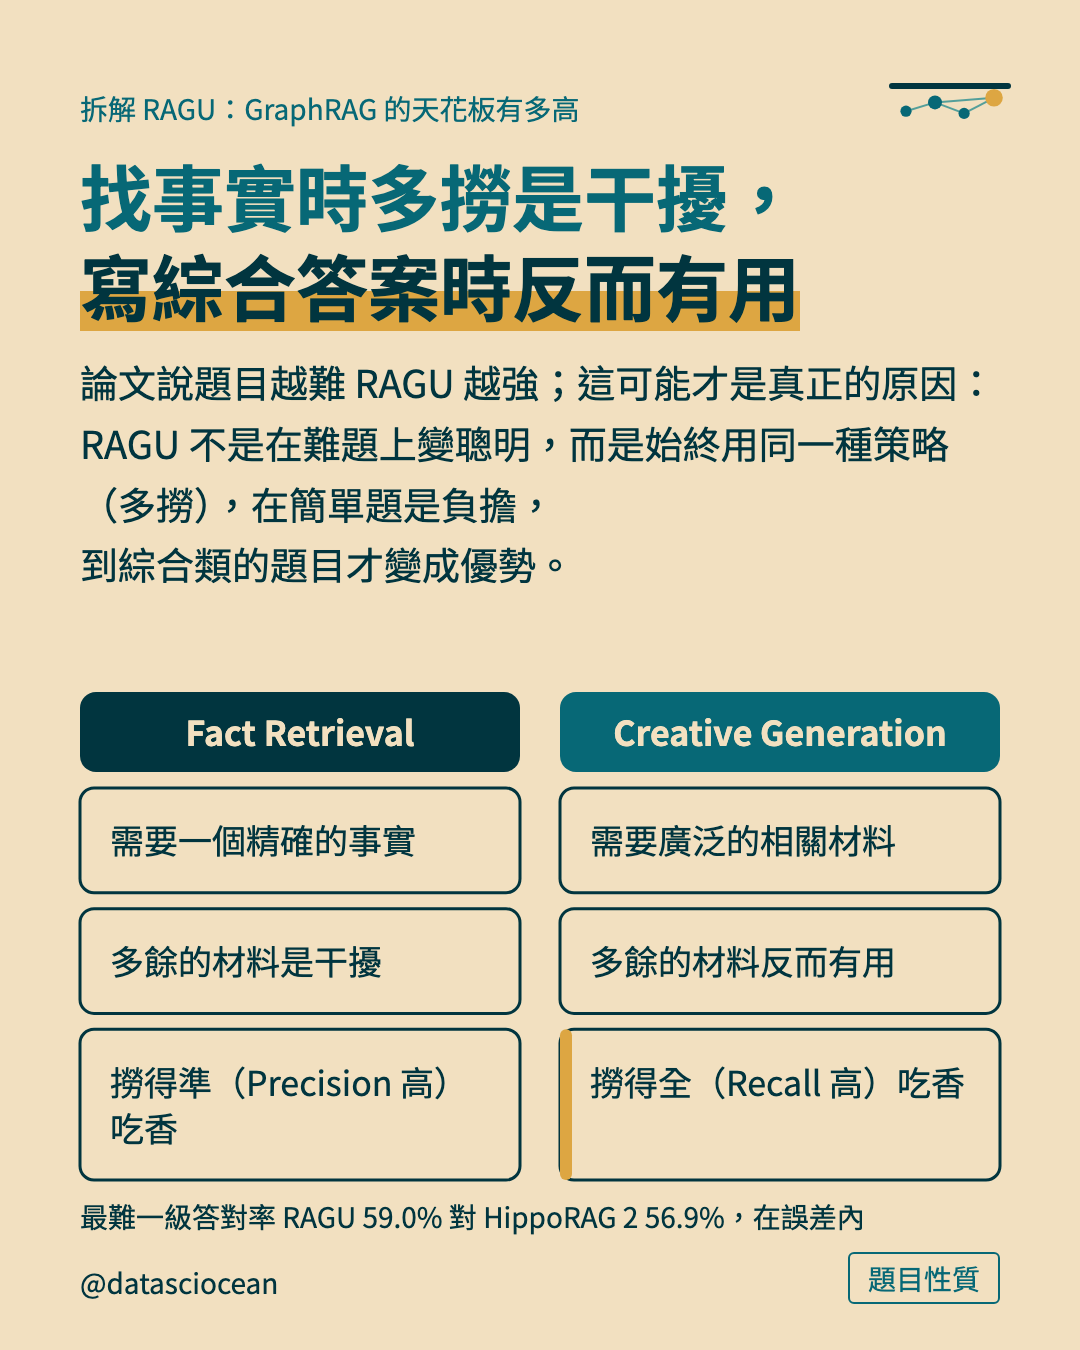 拆解 RAGU：GraphRAG 的天花板有多高
找事實時多撈是干擾，
寫綜合答案時反而有用
論文說題目越難 RAGU 越強；這可能才是真正的原因：
RAGU 不是在難題上變聰明，而是始終用同一種策略
（多撈），在簡單題是負擔，
到綜合類的題目才變成優勢。
Fact Retrieval
Creative Generation
需要一個精確的事實
需要廣泛的相關材料
多餘的材料是干擾
多餘的材料反而有用
撈得準（Precision 高）
吃香
撈得全（Recall 高）吃香
最難一級答對率 RAGU 59.0% 對 HippoRAG 2 56.9%，在誤差內
@datasciocean
題目性質